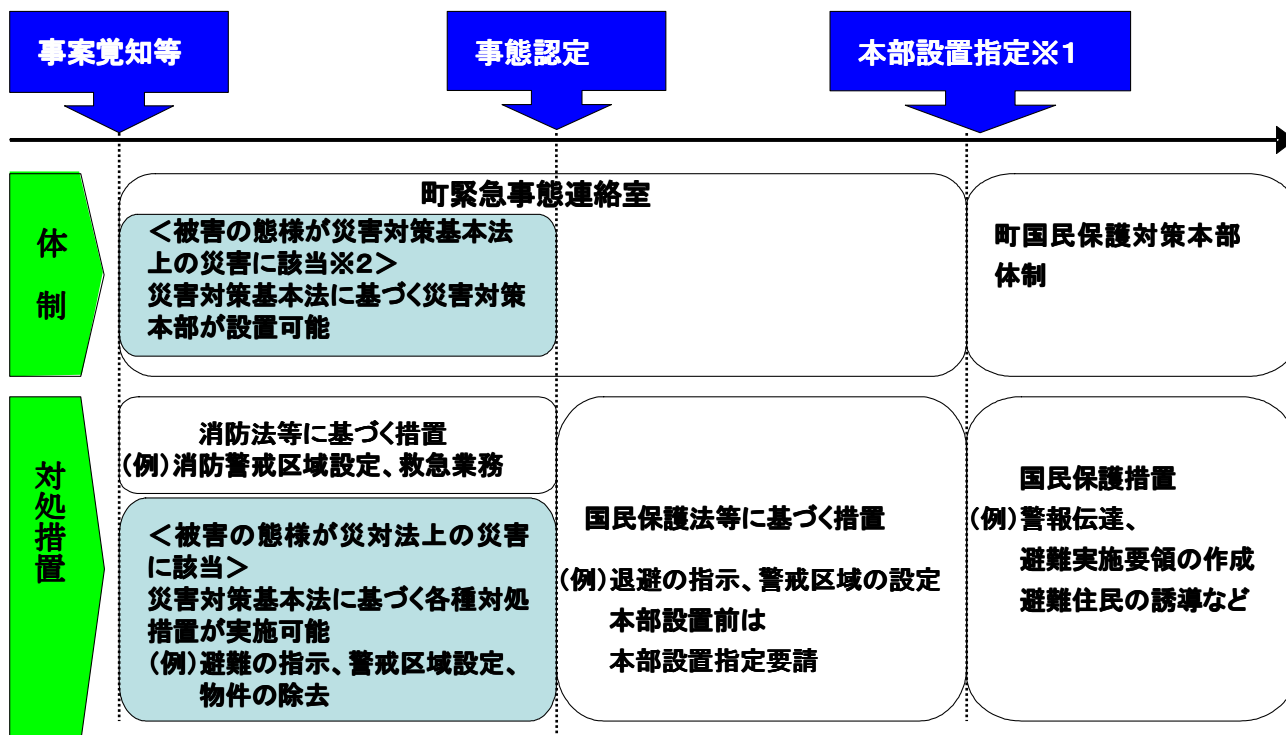 事案覚知等
事態認定
本部設置指定※1
体
制
町緊急事態連絡室
＜被害の態様が災害対策基本法
上の災害に該当※2＞
災害対策基本法に基づく災害対策
本部が設置可能
町国民保護対策本部
体制
対
処
措
置
消防法等に基づく措置
（例）消防警戒区域設定、救急業務
＜被害の態様が災対法上の災害
に該当＞
災害対策基本法に基づく各種対処
措置が実施可能
（例）避難の指示、警戒区域設定、
物件の除去
国民保護法等に基づく措置
（例）退避の指示、警戒区域の設定
本部設置前は
本部設置指定要請
国民保護措置
（例）警報伝達、
避難実施要領の作成
避難住民の誘導など